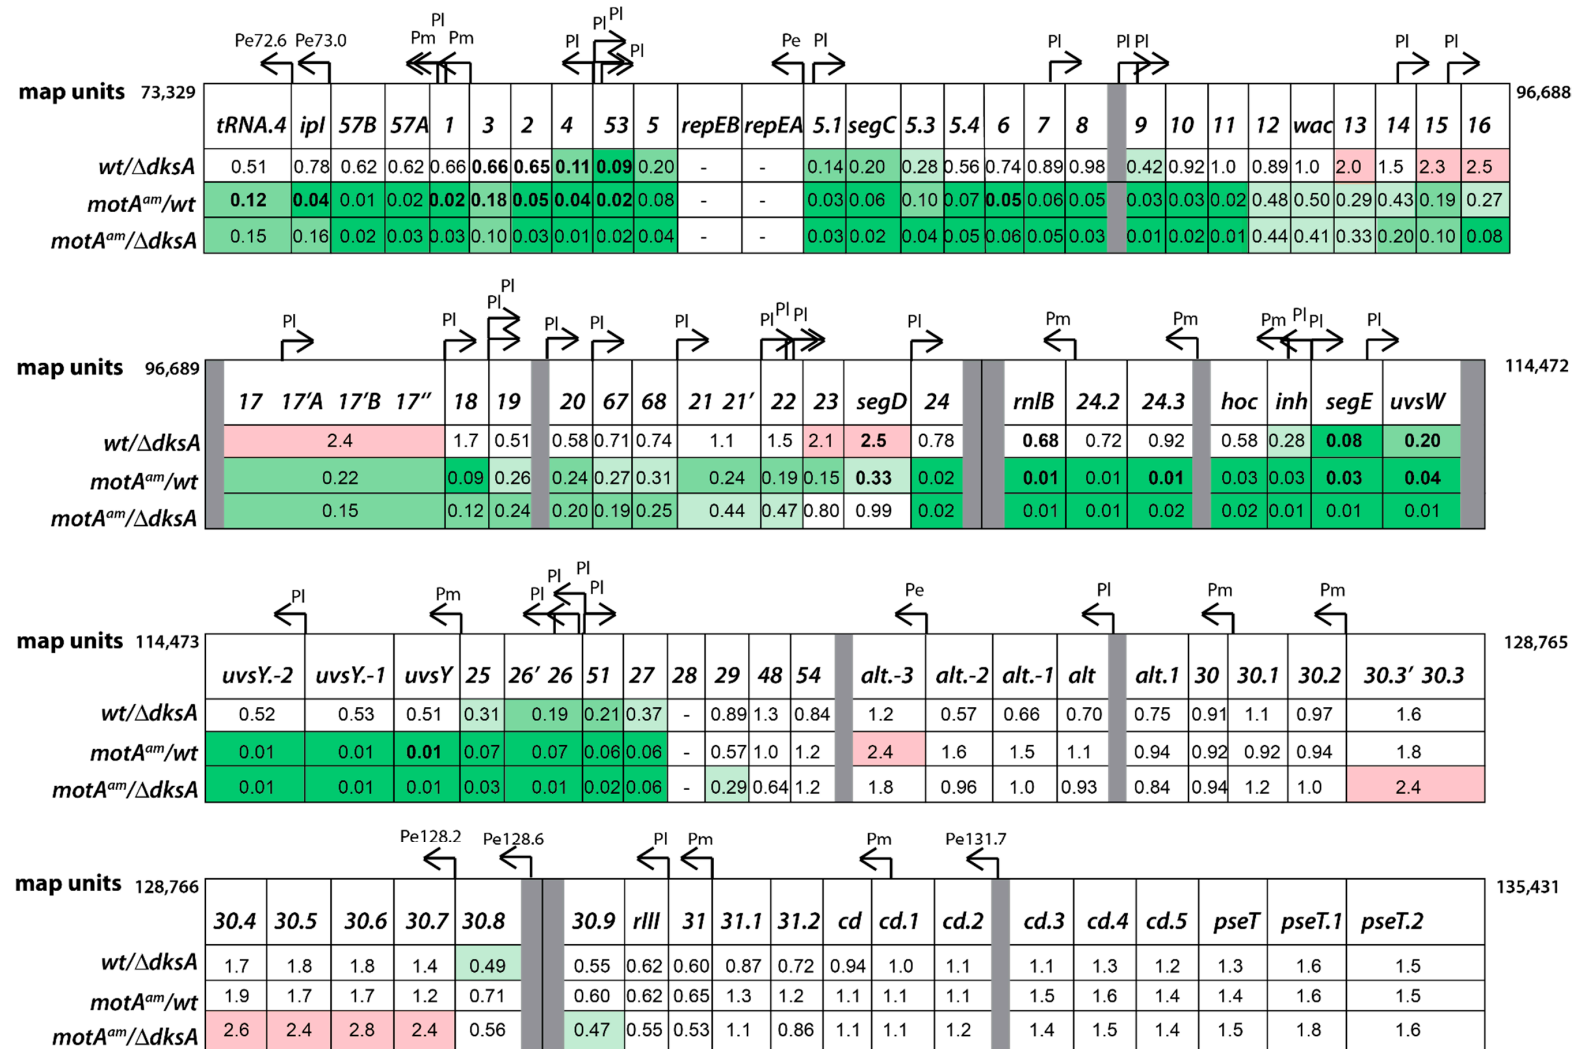 Pl
Pl Pl
Pe72.6 Pe73.0 Pm Pm Pl Pl Pe Pl Pl Pl Pl Pl Pl
map units 73,329 96,688
tRNA.4 ipI 57B 57A 1 3 2 4 53 5 repEB repEA 5.1 segC 5.3 5.4 6 7 8 9 10 11 12 wac 13 14 15 16
wt/ΔdksA 0.51 0.78 0.62 0.62 0.66 0.66 0.65 0.11 0.09 0.20 - - 0.14 0.20 0.28 0.56 0.74 0.89 0.98 0.42 0.92 1.0 0.89 1.0 2.0 1.5 2.3 2.5
motAᵃᵐ/wt 0.12 0.04 0.01 0.02 0.02 0.18 0.05 0.04 0.02 0.08 - - 0.03 0.06 0.10 0.07 0.05 0.06 0.05 0.03 0.03 0.02 0.48 0.50 0.29 0.43 0.19 0.27
motAᵃᵐ/ΔdksA 0.15 0.16 0.02 0.03 0.03 0.10 0.03 0.01 0.02 0.04 - - 0.03 0.02 0.04 0.05 0.06 0.05 0.03 0.01 0.02 0.01 0.44 0.41 0.33 0.20 0.10 0.08
Pl
Pl
Pl Pl Pl Pl Pl Pl Pl Pl Pl Pm Pm Pm Pl Pl Pl
map units 96,689 114,472
17 17′A 17′B 17″ 18 19 20 67 68 21 21′ 22 23 segD 24 rnlB 24.2 24.3 hoc inh segE uvsW
wt/ΔdksA 2.4 1.7 0.51 0.58 0.71 0.74 1.1 1.5 2.1 2.5 0.78 0.68 0.72 0.92 0.58 0.28 0.08 0.20
motAᵃᵐ/wt 0.22 0.09 0.26 0.24 0.27 0.31 0.24 0.19 0.15 0.33 0.02 0.01 0.01 0.01 0.03 0.03 0.03 0.04
motAᵃᵐ/ΔdksA 0.15 0.12 0.24 0.20 0.19 0.25 0.44 0.47 0.80 0.99 0.02 0.01 0.01 0.02 0.02 0.01 0.01 0.01
Pl
Pl
Pl Pm Pl Pl Pe Pl Pm Pm
map units 114,473 128,765
uvsY.-2 uvsY.-1 uvsY 25 26′ 26 51 27 28 29 48 54 alt.-3 alt.-2 alt.-1 alt alt.1 30 30.1 30.2 30.3′ 30.3
wt/ΔdksA 0.52 0.53 0.51 0.31 0.19 0.21 0.37 - 0.89 1.3 0.84 1.2 0.57 0.66 0.70 0.75 0.91 1.1 0.97 1.6
motAᵃᵐ/wt 0.01 0.01 0.01 0.07 0.07 0.06 0.06 - 0.57 1.0 1.2 2.4 1.6 1.5 1.1 0.94 0.92 0.92 0.94 1.8
motAᵃᵐ/ΔdksA 0.01 0.01 0.01 0.03 0.01 0.02 0.06 - 0.29 0.64 1.2 1.8 0.96 1.0 0.93 0.84 0.94 1.2 1.0 2.4
Pe128.2 Pe128.6 Pl Pm Pm Pe131.7
map units 128,766 135,431
30.4 30.5 30.6 30.7 30.8 30.9 rIII 31 31.1 31.2 cd cd.1 cd.2 cd.3 cd.4 cd.5 pseT pseT.1 pseT.2
wt/ΔdksA 1.7 1.8 1.8 1.4 0.49 0.55 0.62 0.60 0.87 0.72 0.94 1.0 1.1 1.1 1.3 1.2 1.3 1.6 1.5
motAᵃᵐ/wt 1.9 1.7 1.7 1.2 0.71 0.60 0.62 0.65 1.3 1.2 1.1 1.1 1.1 1.5 1.6 1.4 1.4 1.6 1.5
motAᵃᵐ/ΔdksA 2.6 2.4 2.8 2.4 0.56 0.47 0.55 0.53 1.1 0.86 1.1 1.1 1.2 1.4 1.5 1.4 1.5 1.8 1.6